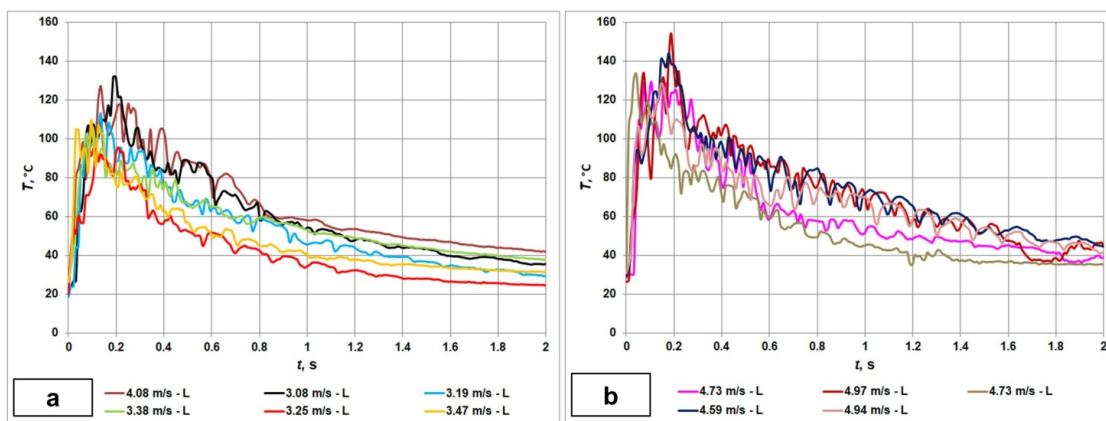 160
140
120
100
80
60
40
20
0
T, °C
0 0.2 0.4 0.6 0.8 1 1.2 1.4 1.6 1.8 2
t, s
a
4.08 m/s - L 3.08 m/s - L 3.19 m/s - L
3.38 m/s - L 3.25 m/s - L 3.47 m/s - L
160
140
120
100
80
60
40
20
0
T, °C
0 0.2 0.4 0.6 0.8 1 1.2 1.4 1.6 1.8 2
t, s
b
4.73 m/s - L 4.97 m/s - L 4.73 m/s - L
4.59 m/s - L 4.94 m/s - L